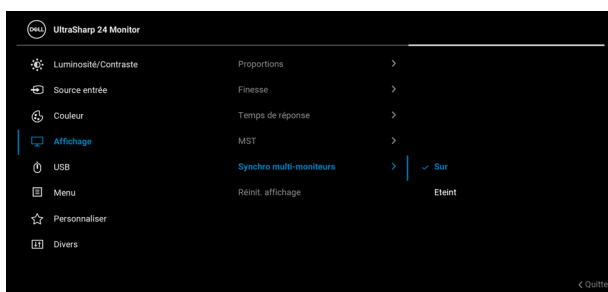 DELL UltraSharp 24 Monitor
Luminosité/Contraste Proportions
Source entrée Finesse
Couleur Temps de réponse
Affichage MST
USB Synchro multi-moniteurs Sur
Menu Réinit. affichage Eteint
Personnaliser
Divers
Quitte